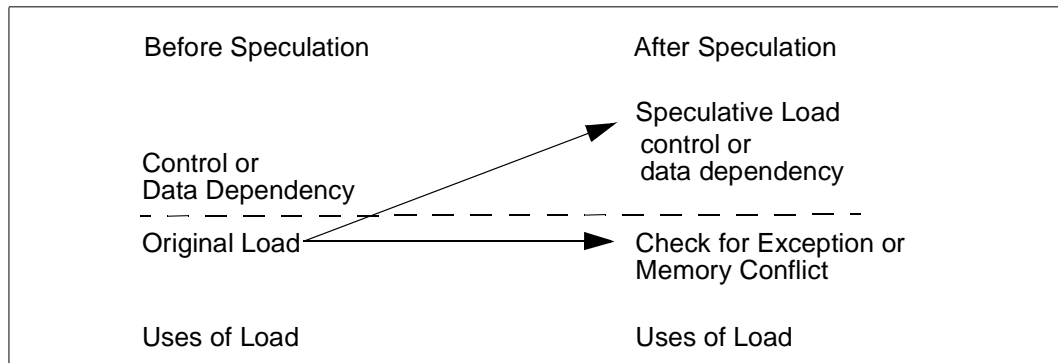 Before Speculation
After Speculation
Speculative Load
control or
data dependency
Control or
Data Dependency
Original Load
Check for Exception or
Memory Conflict
Uses of Load
Uses of Load